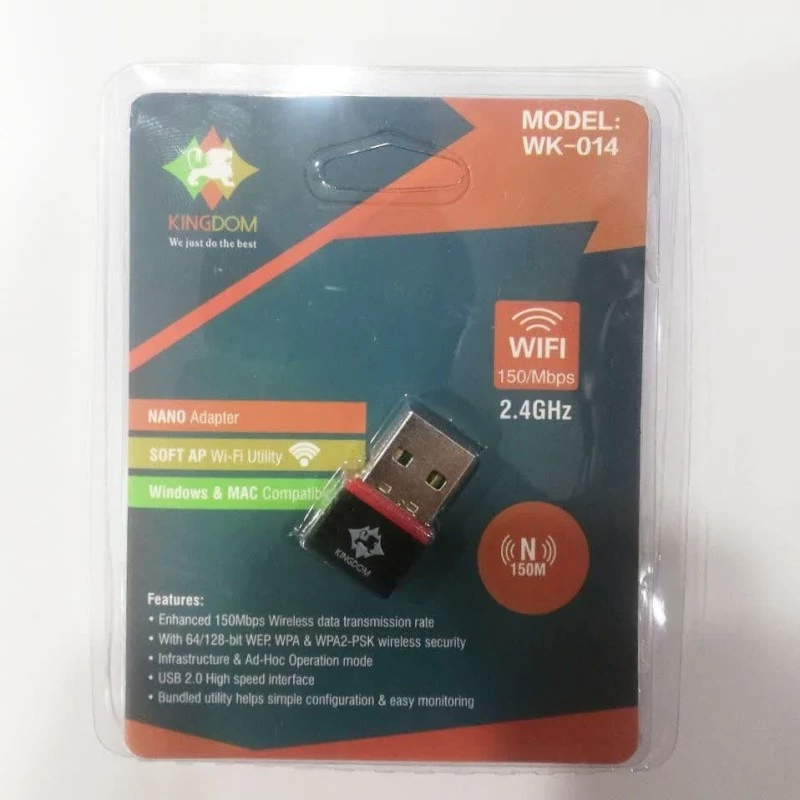 MODEL:
WK-014
KINGDOM
We just do the best
WIFI
150/Mbps
2.4GHz
NANO Adapter
SOFT AP Wi-Fi Utility
Windows & MAC Compatib
KINGDOM
N
150M
Features:
• Enhanced 150Mbps Wireless data transmission rate
• With 64/128-bit WEP, WPA & WPA2-PSK wireless security
• Infrastructure & Ad-Hoc Operation mode
• USB 2.0 High speed interface
• Bundled utility helps simple configuration & easy monitoring